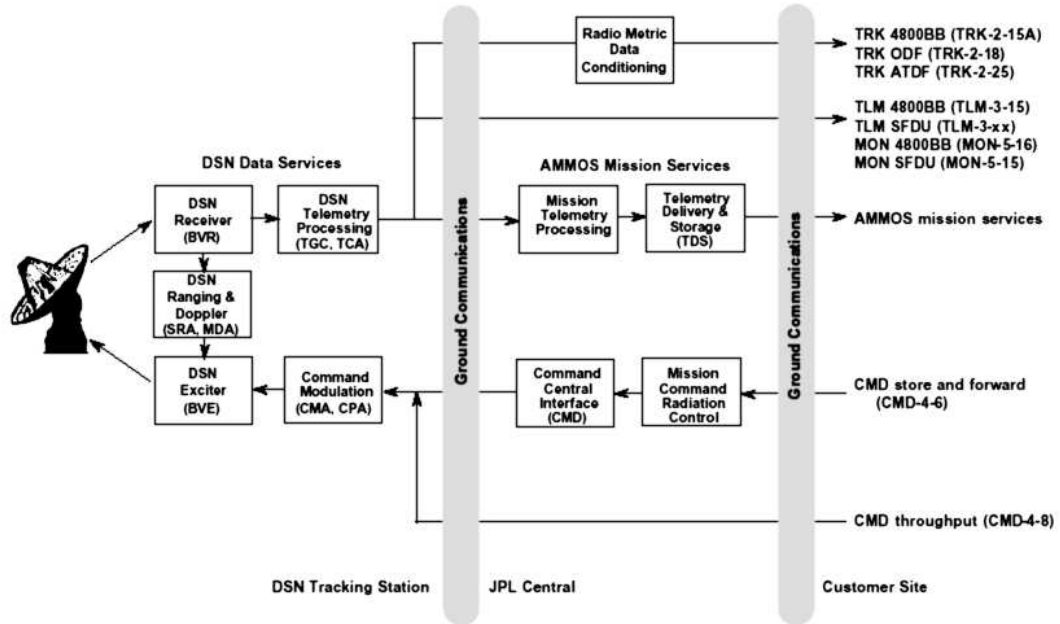 Radio Metric
Data
Conditioning
TRK 4800BB (TRK-2-15A)
TRK ODF (TRK-2-18)
TRK ATDF (TRK-2-25)
TLM 4800BB (TLM-3-15)
TLM SFDU (TLM-3-xx)
MON 4800BB (MON-5-16)
MON SFDU (MON-5-15)
DSN Data Services
AMMOS Mission Services
DSN
Receiver
(BVR)
DSN
Telemetry
Processing
(TGC, TCA)
Mission
Telemetry
Processing
Telemetry
Delivery &
Storage
(TDS)
AMMOS mission services
DSN
Ranging &
Doppler
(SRA, MDA)
Ground Communications
Ground Communications
DSN
Exciter
(BVE)
Command
Modulation
(CMA, CPA)
Command
Central
Interface
(CMD)
Mission
Command
Radiation
Control
CMD store and forward
(CMD-4-6)
CMD throughput (CMD-4-8)
DSN Tracking Station
JPL Central
Customer Site